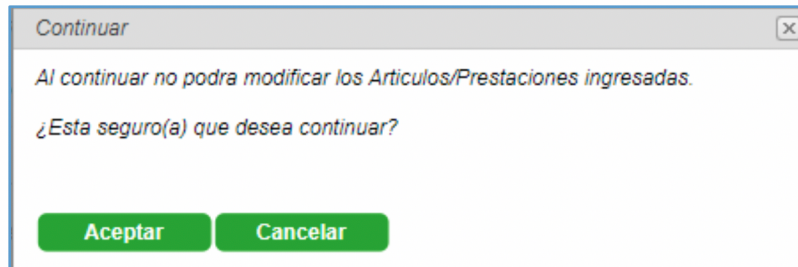 Continuar
Al continuar no podra modificar los Articulos/Prestaciones ingresadas.
¿Esta seguro(a) que desea continuar?
Aceptar Cancelar